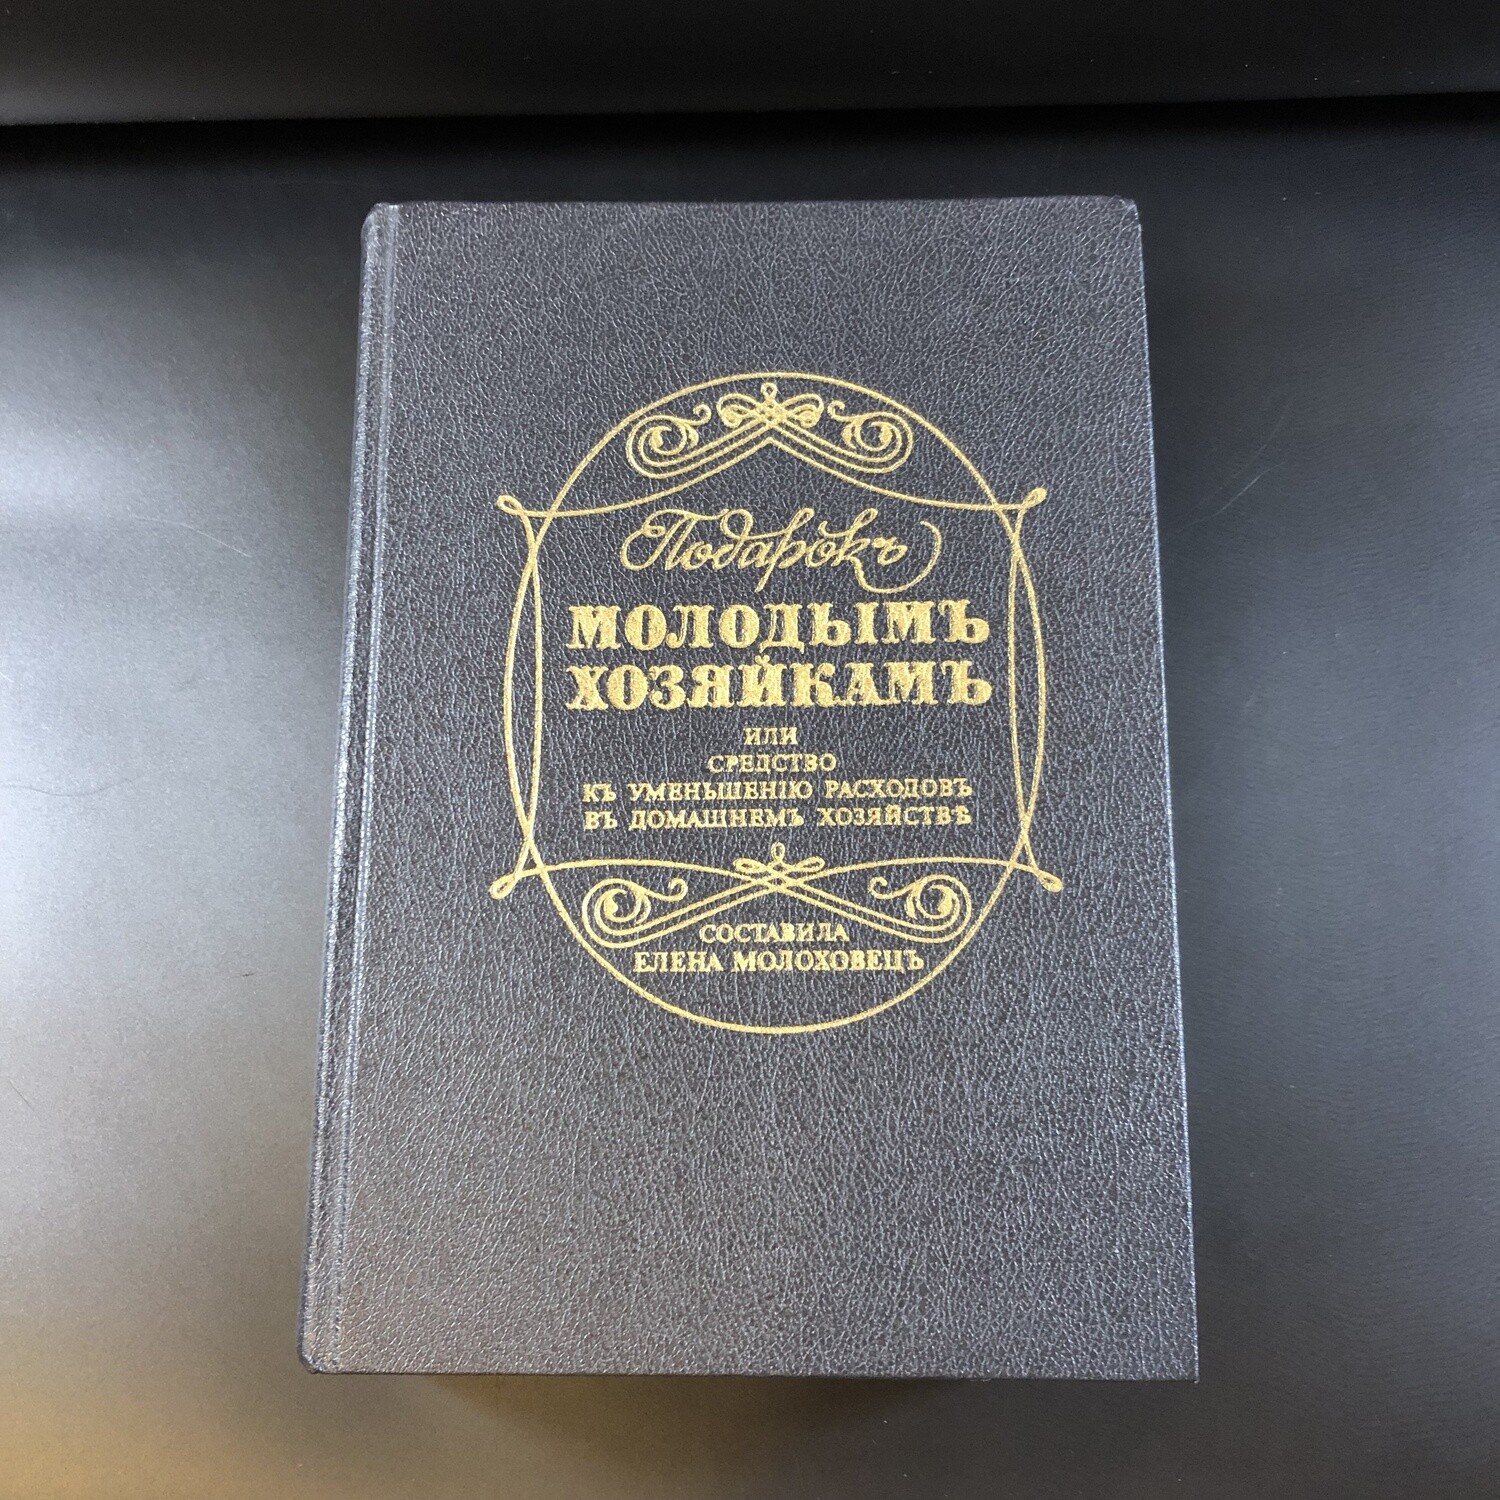 Подарокъ
МОЛОДЫМЪ
ХОЗЯЙКАМЪ
ИЛИ
СРЕДСТВО
КЪ УМЕНЬШЕНІЮ РАСХОДОВЪ
ВЪ ДОМАШНЕМЪ ХОЗЯЙСТВѢ
СОСТАВИЛА
ЕЛЕНА МОЛОХОВЕЦЪ